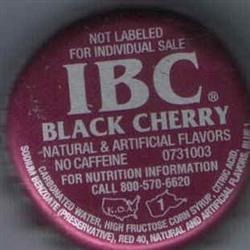 NOT LABELED
FOR INDIVIDUAL SALE
IBC®
BLACK CHERRY
NATURAL & ARTIFICIAL FLAVORS
NO CAFFEINE 0731003
FOR NUTRITION INFORMATION
CALL 800-570-6620
CARBONATED WATER, HIGH FRUCTOSE CORN SYRUP, CITRIC ACID,
SODIUM BENZOATE (PRESERVATIVE), RED 40, NATURAL AND ARTIFICIAL FLAVORS,